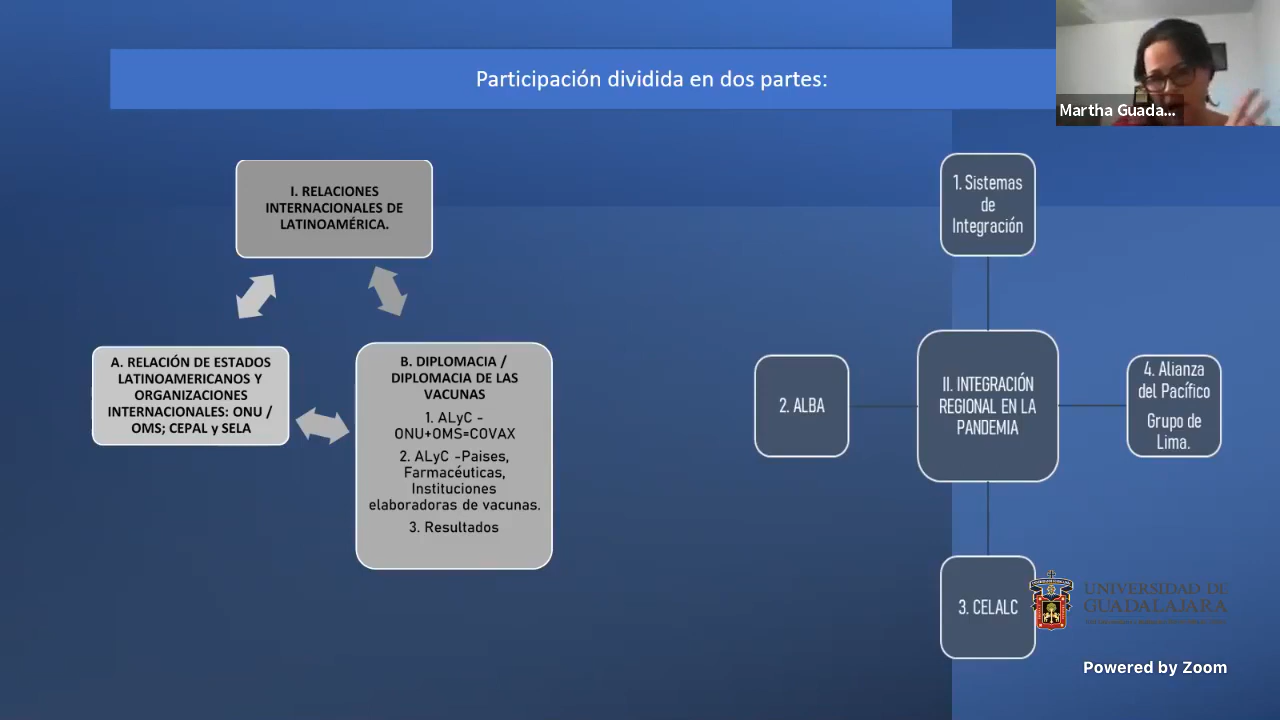 Participación dividida en dos partes:
Martha Guada...
I. RELACIONES
INTERNACIONALES DE
LATINOAMÉRICA.
A. RELACIÓN DE ESTADOS
LATINOAMERICANOS Y
ORGANIZACIONES
INTERNACIONALES: ONU /
OMS; CEPAL y SELA
B. DIPLOMACIA /
DIPLOMACIA DE LAS
VACUNAS
1. ALyC -
ONU+OMS=COVAX
2. ALyC -Paises,
Farmacéuticas,
Instituciones
elaboradoras de vacunas.
3. Resultados
1. Sistemas
de
Integración
2. ALBA
II. INTEGRACIÓN
REGIONAL EN LA
PANDEMIA
4. Alianza
del Pacífico
Grupo de
Lima.
3. CELALC
UNIVERSIDAD DE
GUADALAJARA
Powered by Zoom